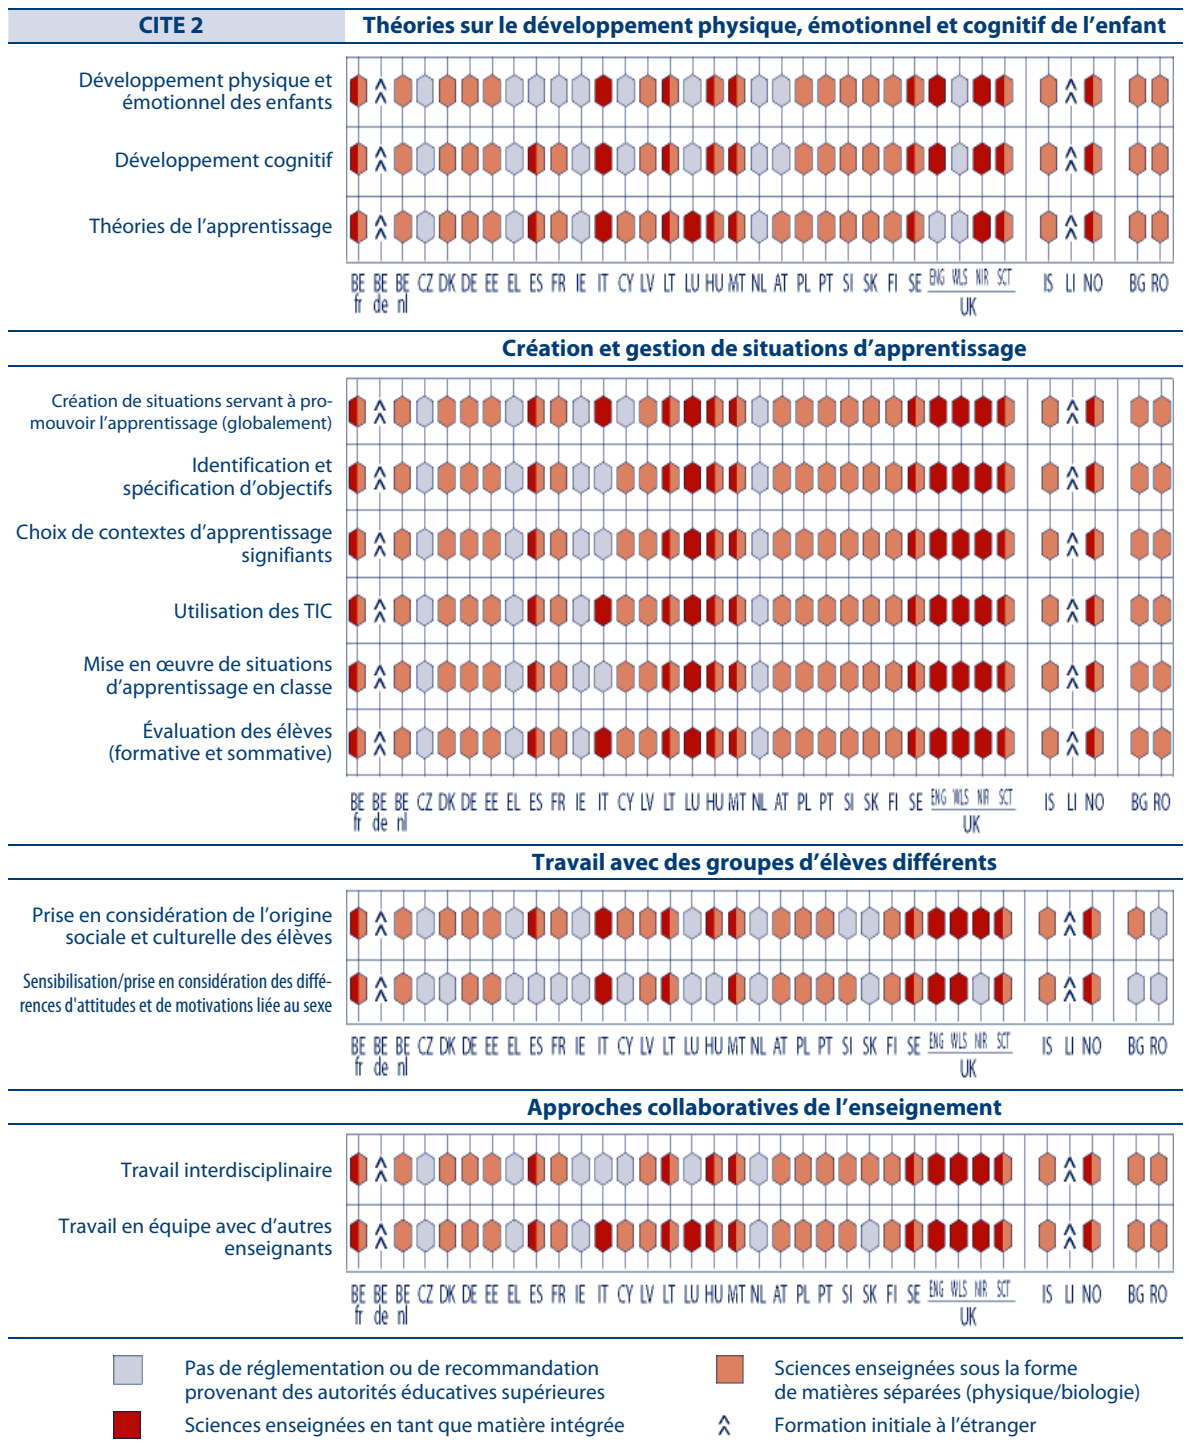 CITE 2 Théories sur le développement physique, émotionnel et cognitif de l’enfant
Développement physique et
émotionnel des enfants
Développement cognitif
Théories de l’apprentissage
BE BE BE CZ DK DE EE EL ES FR IE IT CY LV LT LU HU MT NL AT PL PT SI SK FI SE ENG WLS NIR SCT IS LI NO BG RO
fr de nl UK
Création et gestion de situations d’apprentissage
Création de situations servant à pro-
mouvoir l’apprentissage (globalement)
Identification et
spécification d’objectifs
Choix de contextes d’apprentissage
signifiants
Utilisation des TIC
Mise en œuvre de situations
d’apprentissage en classe
Évaluation des élèves
(formative et sommative)
BE BE BE CZ DK DE EE EL ES FR IE IT CY LV LT LU HU MT NL AT PL PT SI SK FI SE ENG WLS NIR SCT IS LI NO BG RO
fr de nl UK
Travail avec des groupes d’élèves différents
Prise en considération de l’origine
sociale et culturelle des élèves
Sensibilisation/prise en considération des diffé-
rences d'attitudes et de motivations liée au sexe
BE BE BE CZ DK DE EE EL ES FR IE IT CY LV LT LU HU MT NL AT PL PT SI SK FI SE ENG WLS NIR SCT IS LI NO BG RO
fr de nl UK
Approches collaboratives de l’enseignement
Travail interdisciplinaire
Travail en équipe avec d’autres
enseignants
BE BE BE CZ DK DE EE EL ES FR IE IT CY LV LT LU HU MT NL AT PL PT SI SK FI SE ENG WLS NIR SCT IS LI NO BG RO
fr de nl UK
Pas de réglementation ou de recommandation
provenant des autorités éducatives supérieures
Sciences enseignées sous la forme
de matières séparées (physique/biologie)
Sciences enseignées en tant que matière intégrée
Formation initiale à l’étranger